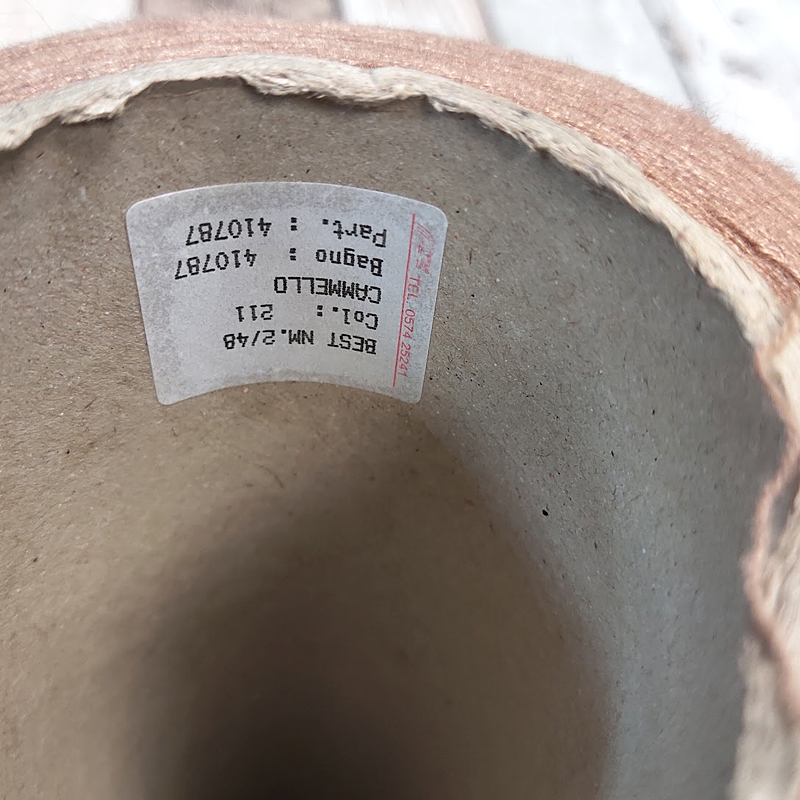 BEST NM.2/48
Col.: 211
CAMMELLO
Bagno : 410787
Part. : 410787
TEL. 0574 25241